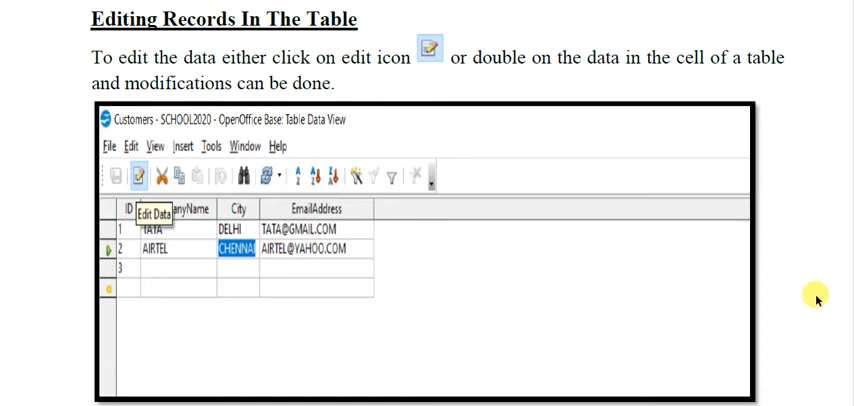 Editing Records In The Table
To edit the data either click on edit icon or double on the data in the cell of a table
and modifications can be done.
Customers - SCHOOL2020 - OpenOffice Base: Table Data View
File Edit View Insert Tools Window Help
ID anyName City EmailAddress
Edit Data
1 TATA DELHI TATA@GMAIL.COM
2 AIRTEL CHENNAI AIRTEL@YAHOO.COM
3